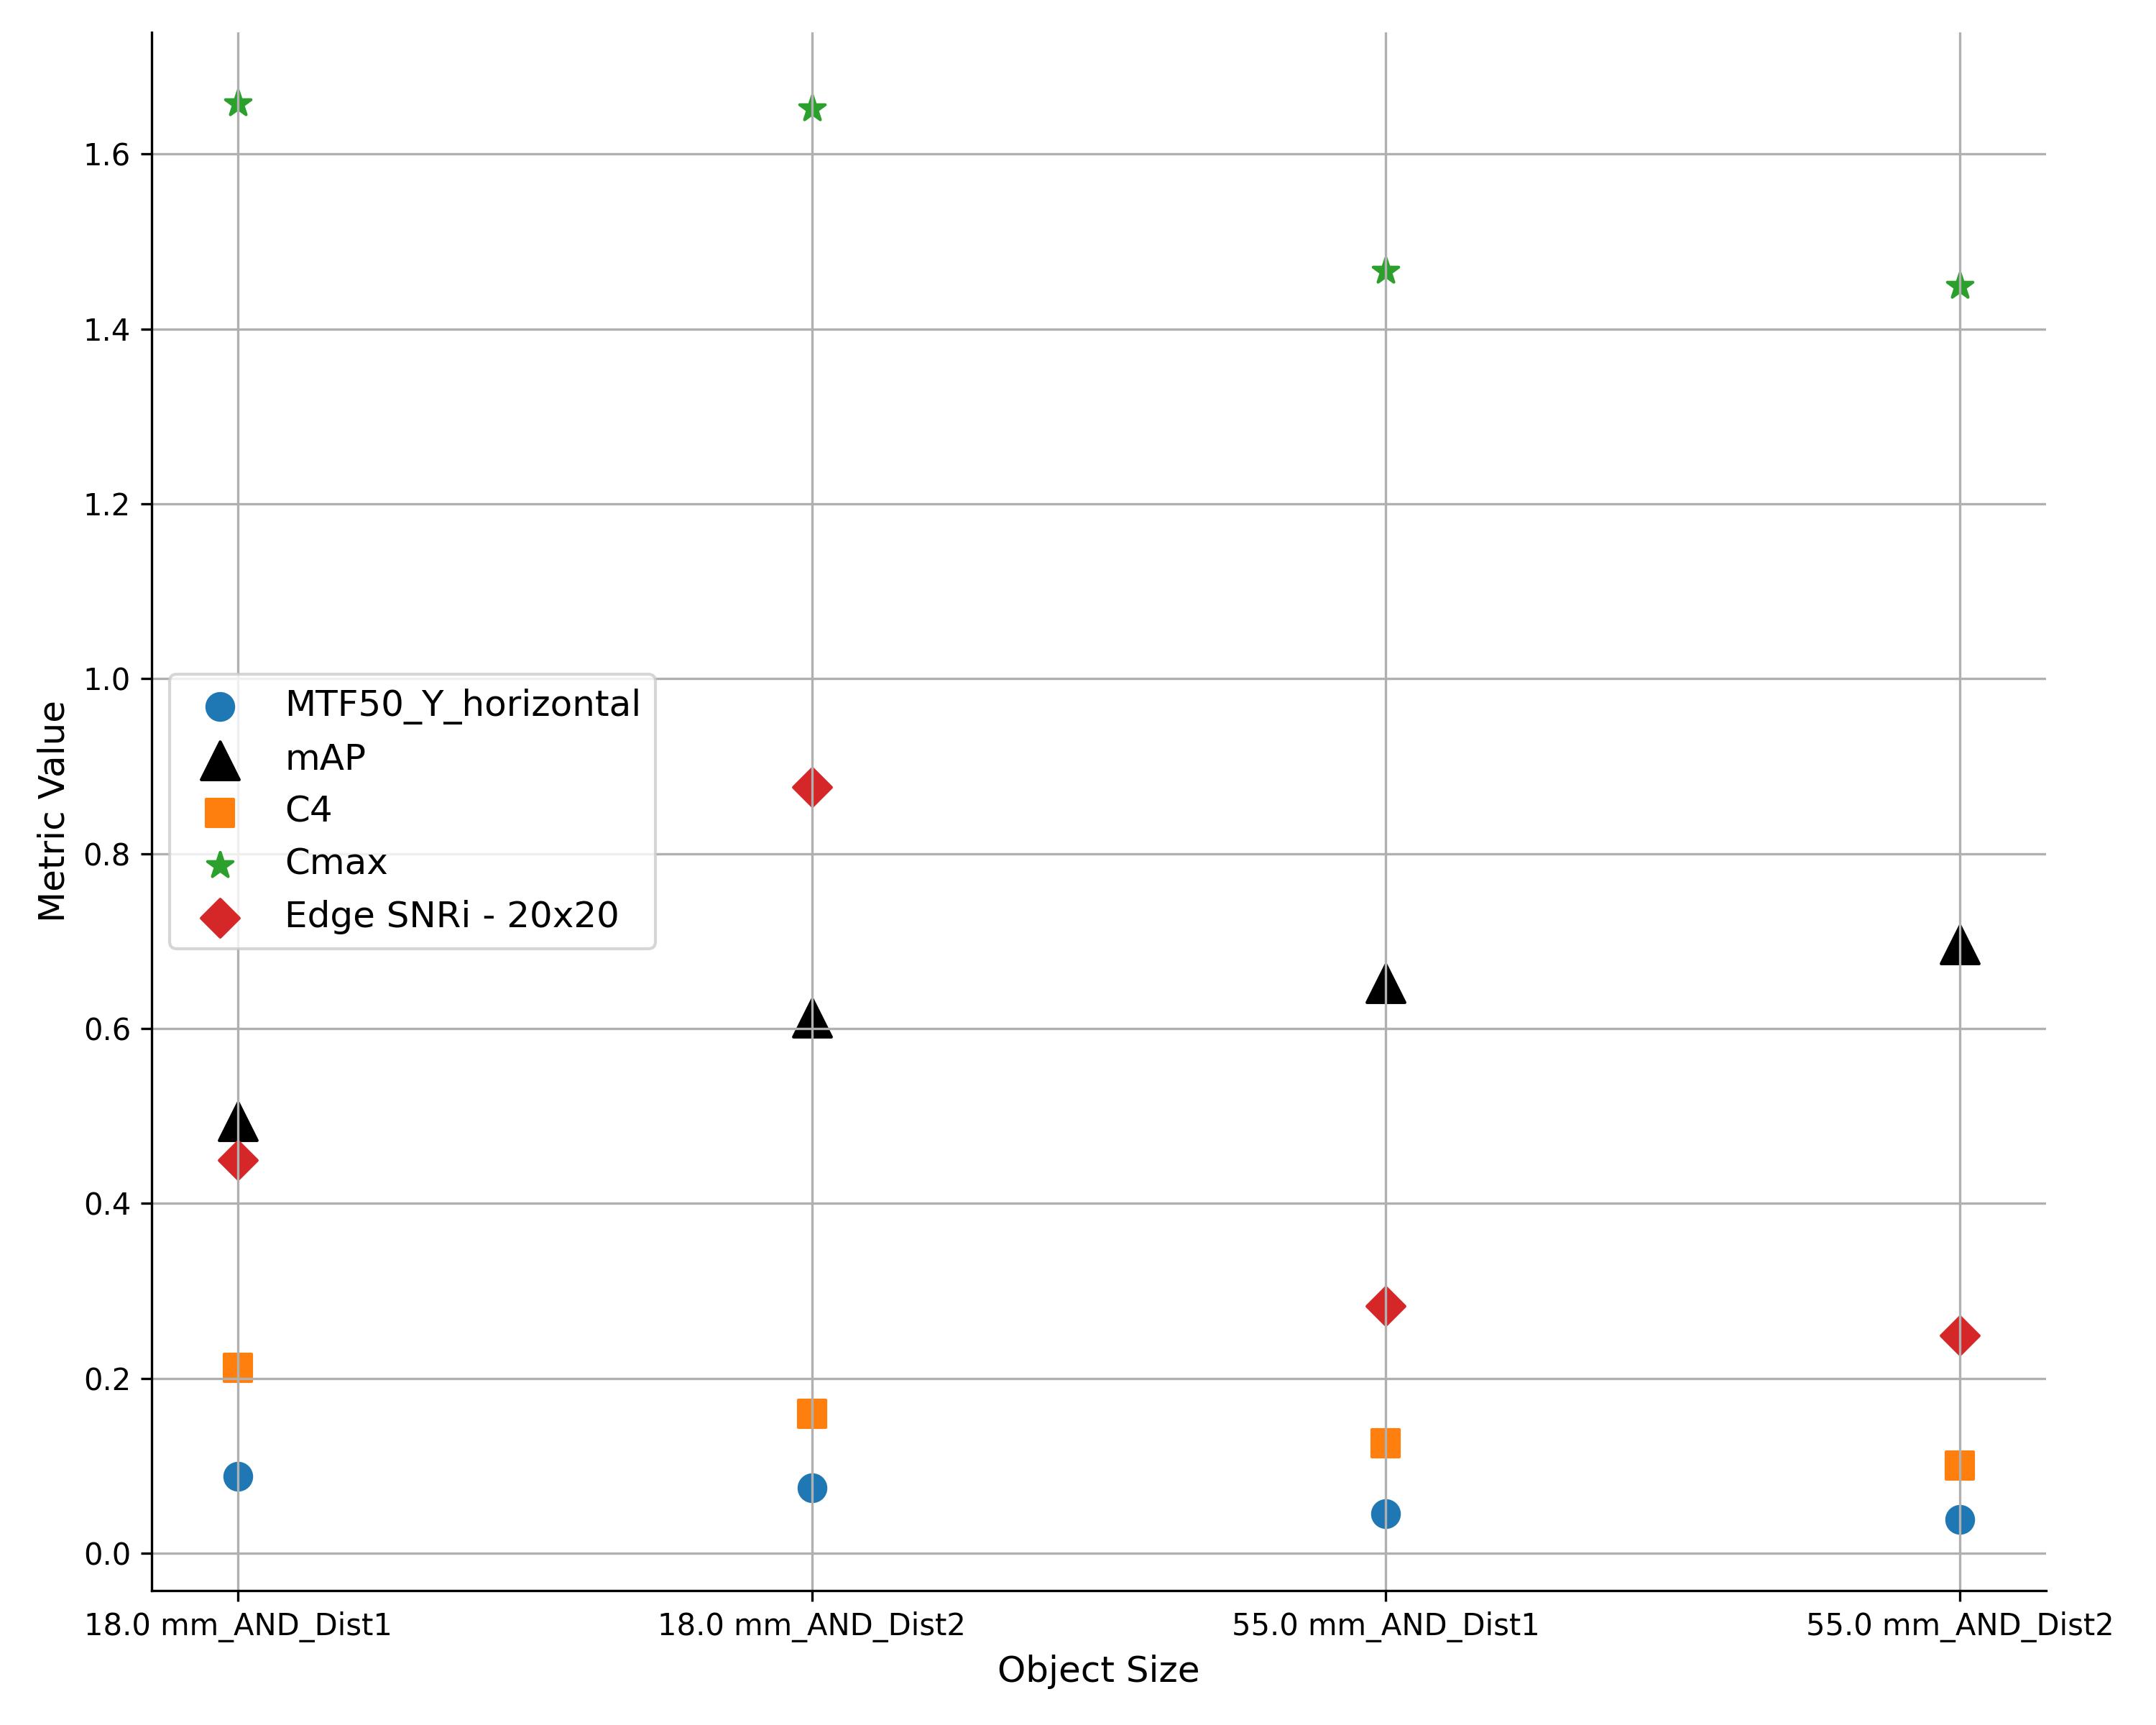 1.6
1.4
1.2
1.0
0.8
0.6
0.4
0.2
0.0
Metric Value
MTF50_Y_horizontal
mAP
C4
Cmax
Edge SNRi - 20x20
18.0 mm_AND_Dist1
18.0 mm_AND_Dist2
55.0 mm_AND_Dist1
55.0 mm_AND_Dist2
Object Size